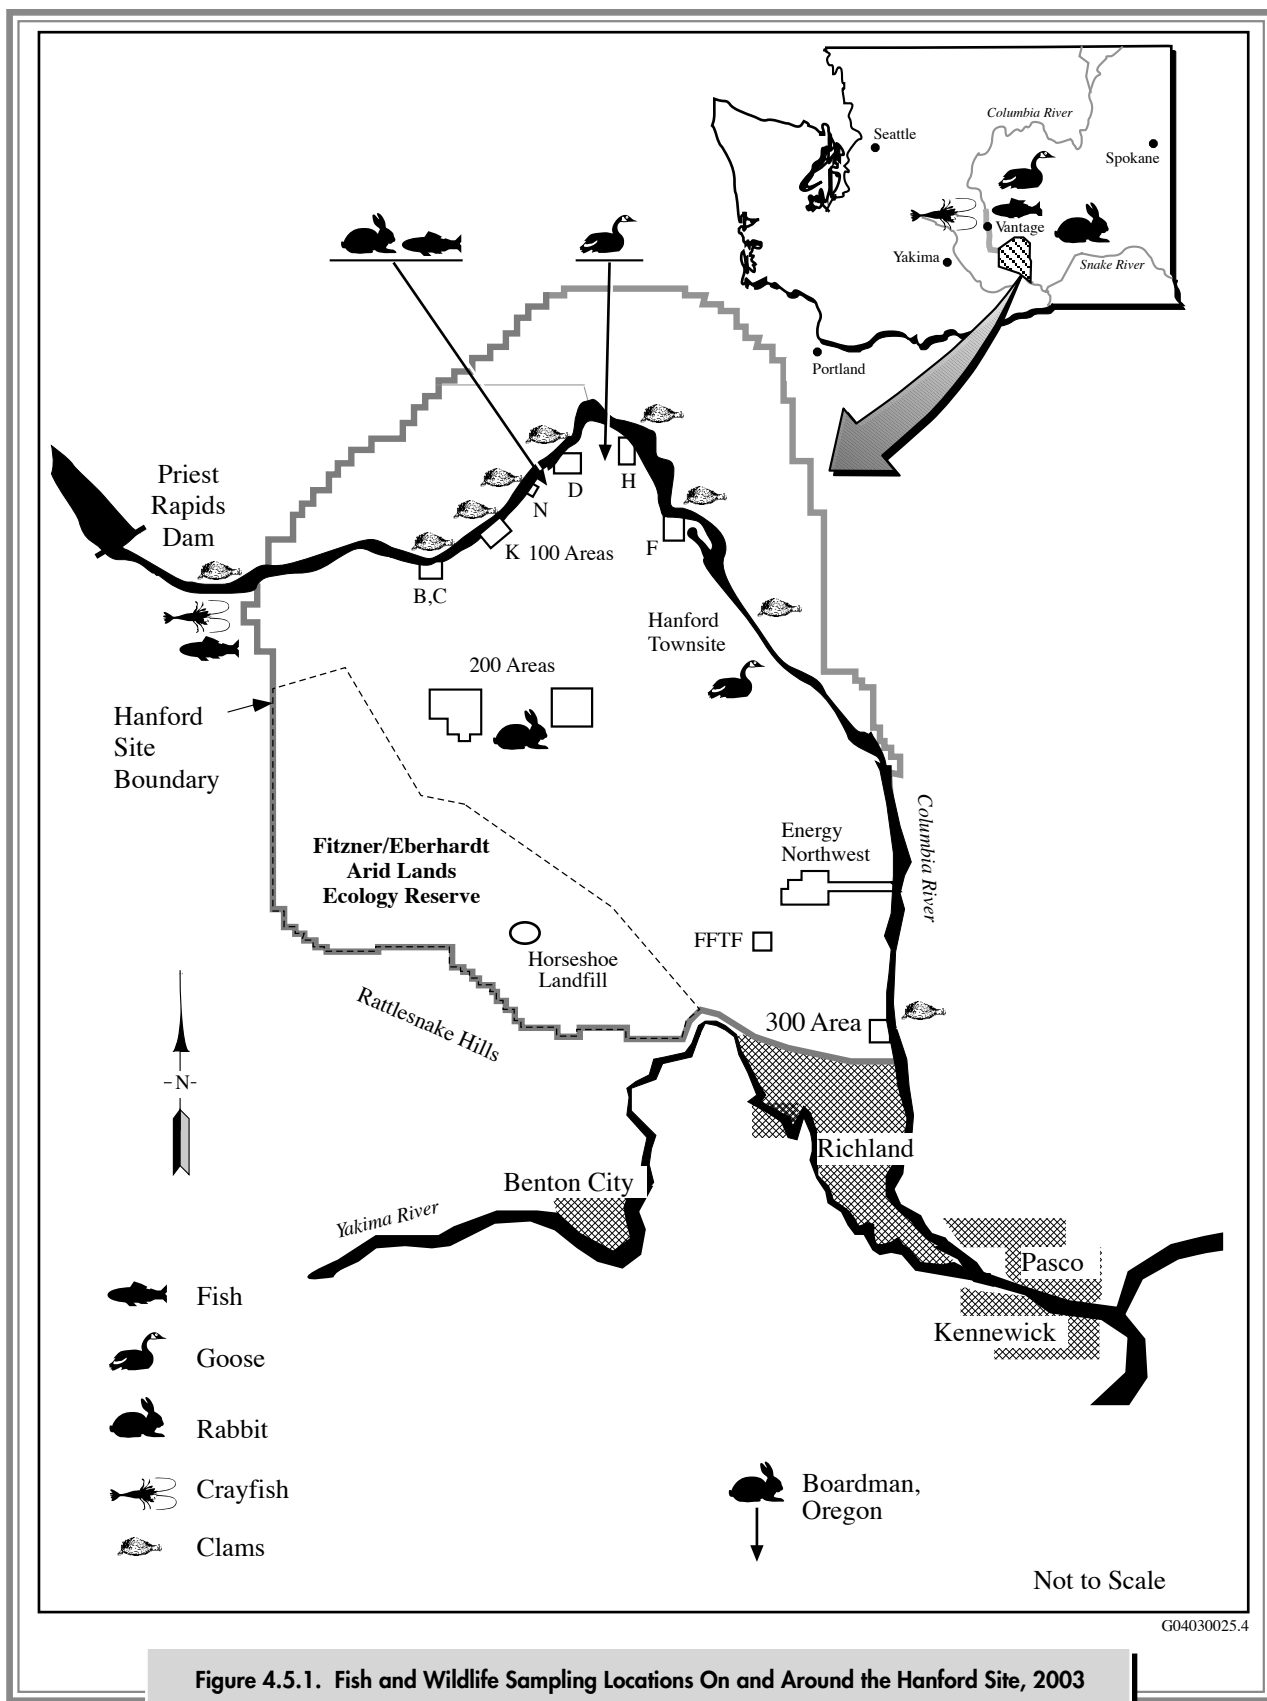 Columbia River
Seattle
Spokane
Vantage
Yakima
Snake River
Portland
Priest
Rapids
Dam
D
H
N
F
K 100 Areas
B,C
Hanford
Townsite
200 Areas
Hanford
Site
Boundary
Energy
Northwest
Columbia River
Fitzner/Eberhardt
Arid Lands
Ecology Reserve
FFTF
Horseshoe
Landfill
Rattlesnake Hills
300 Area
-N-
Richland
Benton City
Yakima River
Pasco
Kennewick
Fish
Goose
Rabbit
Crayfish
Clams
Boardman,
Oregon
Not to Scale
G04030025.4
Figure 4.5.1. Fish and Wildlife Sampling Locations On and Around the Hanford Site, 2003